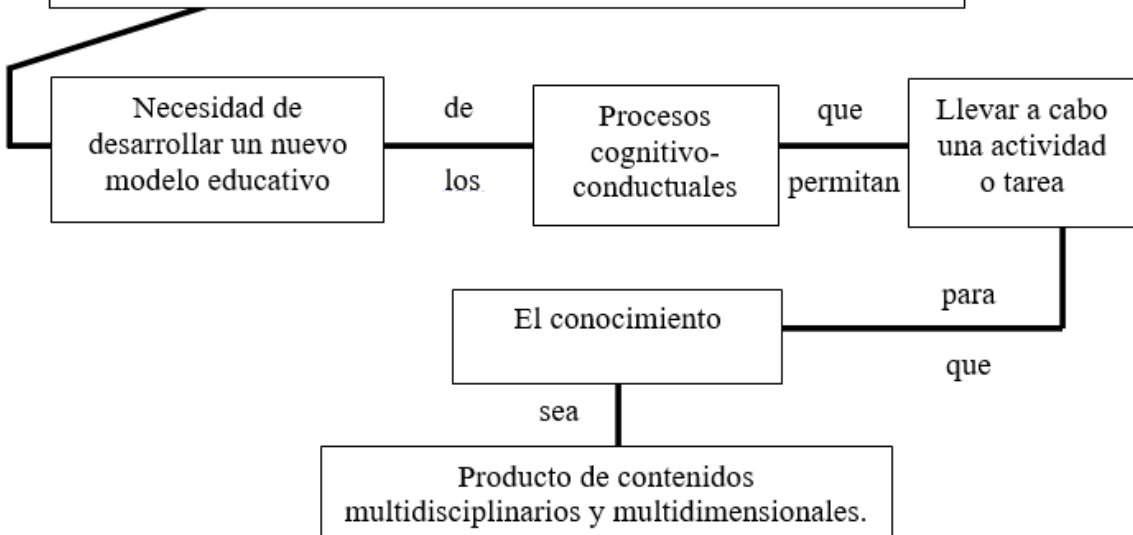 Necesidad de
desarrollar un nuevo
modelo educativo
de
los
Procesos
cognitivo-
conductuales
que
permitan
Llevar a cabo
una actividad
o tarea
para
que
El conocimiento
sea
Producto de contenidos
multidisciplinarios y multidimensionales.